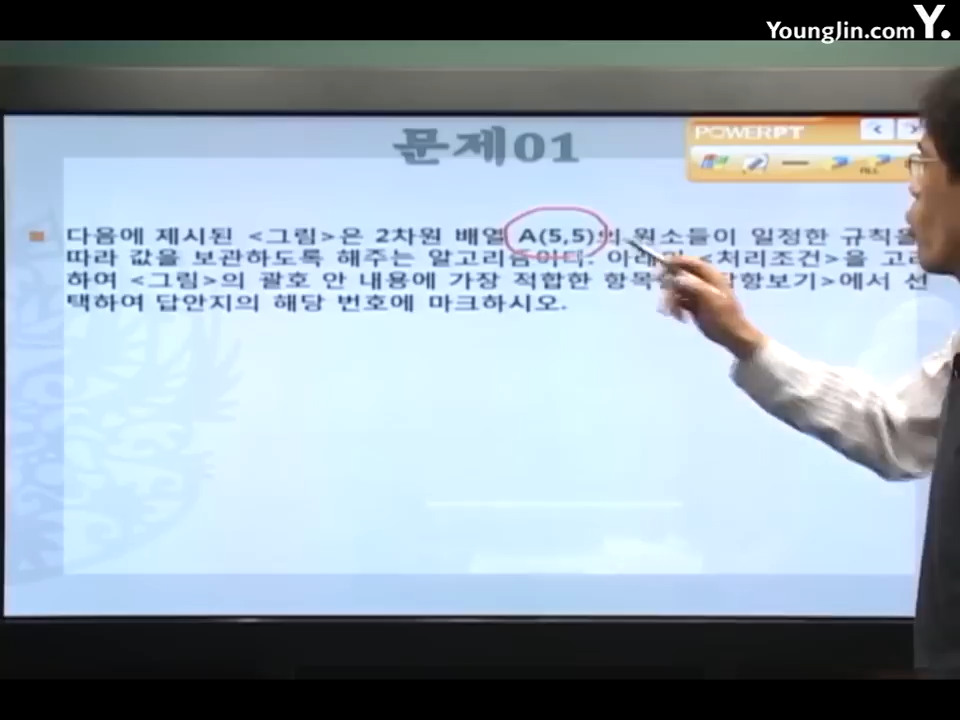 YoungJin.com Y.
문제01
POWERPT
다음에 제시된 <그림>은 2차원 배열 A(5,5)의 원소들이 일정한 규칙을
따라 값을 보관하도록 해주는 알고리즘이다. 아래의 <처리조건>을
하여 <그림>의 괄호 안 내용에 가장 적합한 항목을 <답항보기>에서 선
택하여 답안지의 해당 번호에 마크하시오.